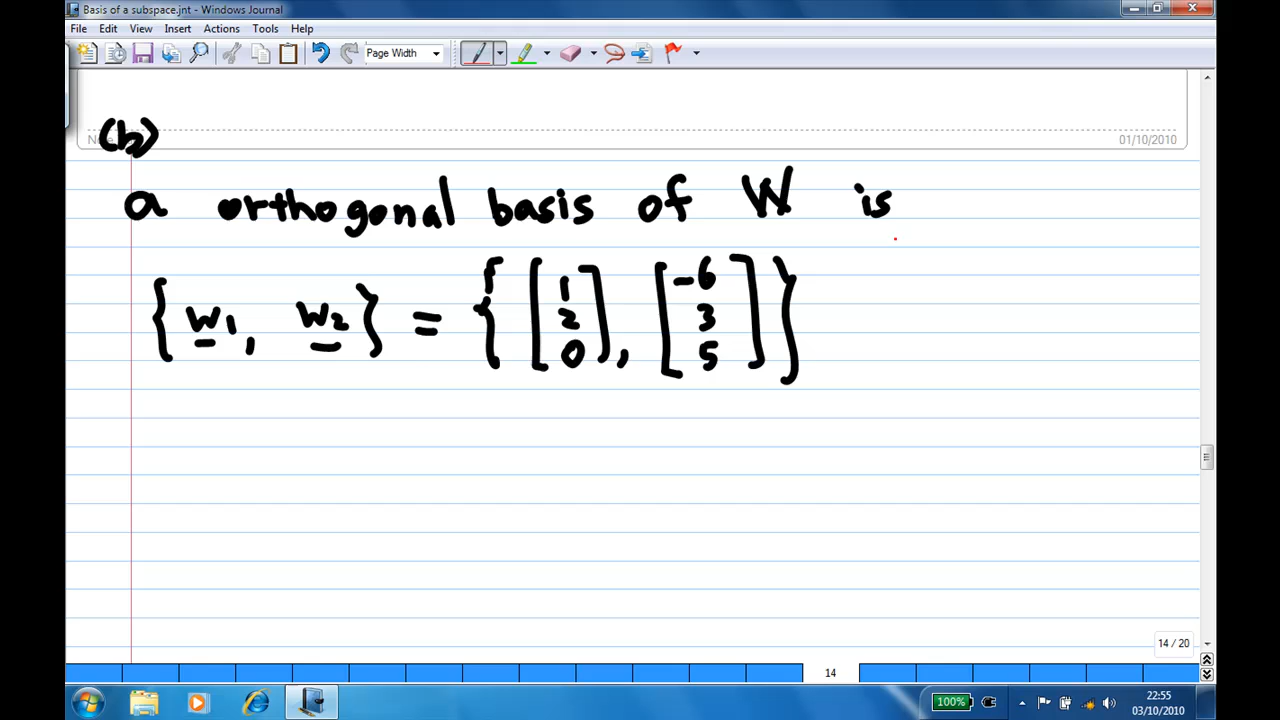 Basis of a subspace.jnt - Windows Journal
File Edit View Insert Actions Tools Help
Page Width
01/10/2010
(b)
a orthogonal basis of W is
{w1, w2} = {[1 2 0], [-6 3 5]}
14 / 20
14
100%
22:55
03/10/2010